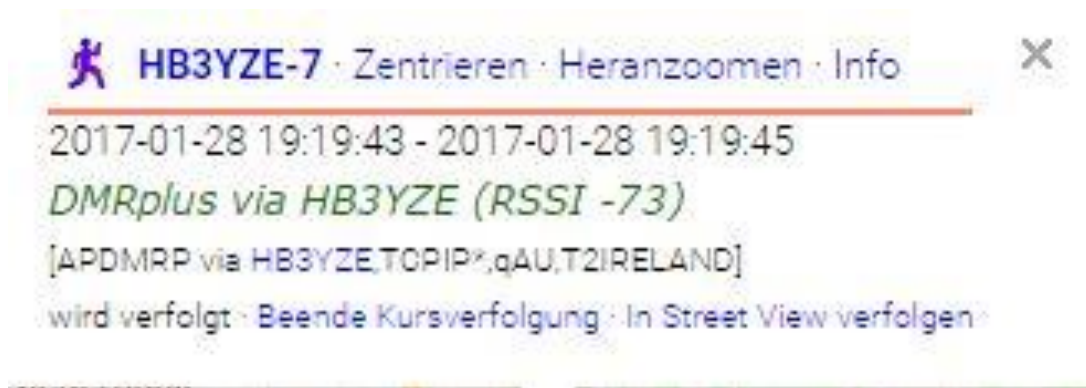 HB3YZE-7 · Zentrieren · Heranzoomen · Info
2017-01-28 19:19:43 - 2017-01-28 19:19:45
DMRplus via HB3YZE (RSSI -73)
[APDMRP via HB3YZE,TCPIP*,qAU,T2IRELAND]
wird verfolgt · Beende Kursverfolgung · In Street View verfolgen